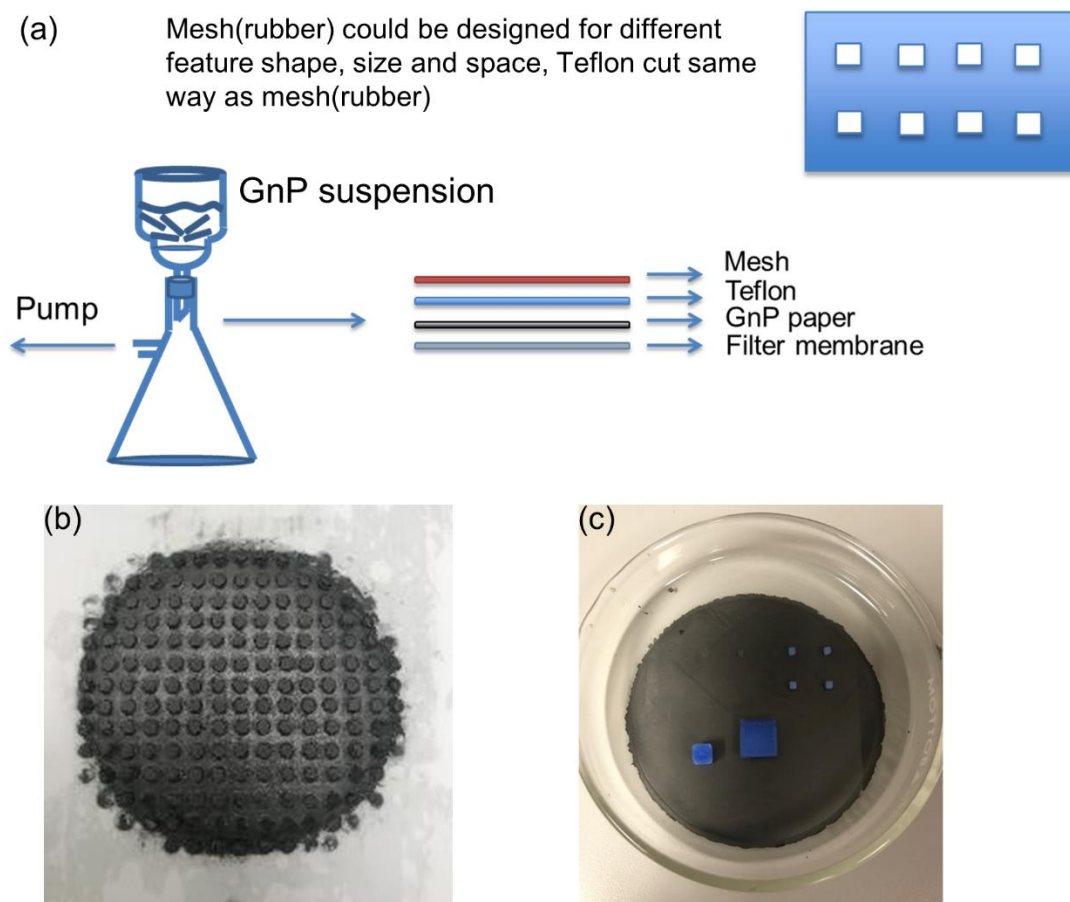 (a)
Mesh(rubber) could be designed for different
feature shape, size and space, Teflon cut same
way as mesh(rubber)
GnP suspension
Pump
Mesh
Teflon
GnP paper
Filter membrane
(b)
(c)